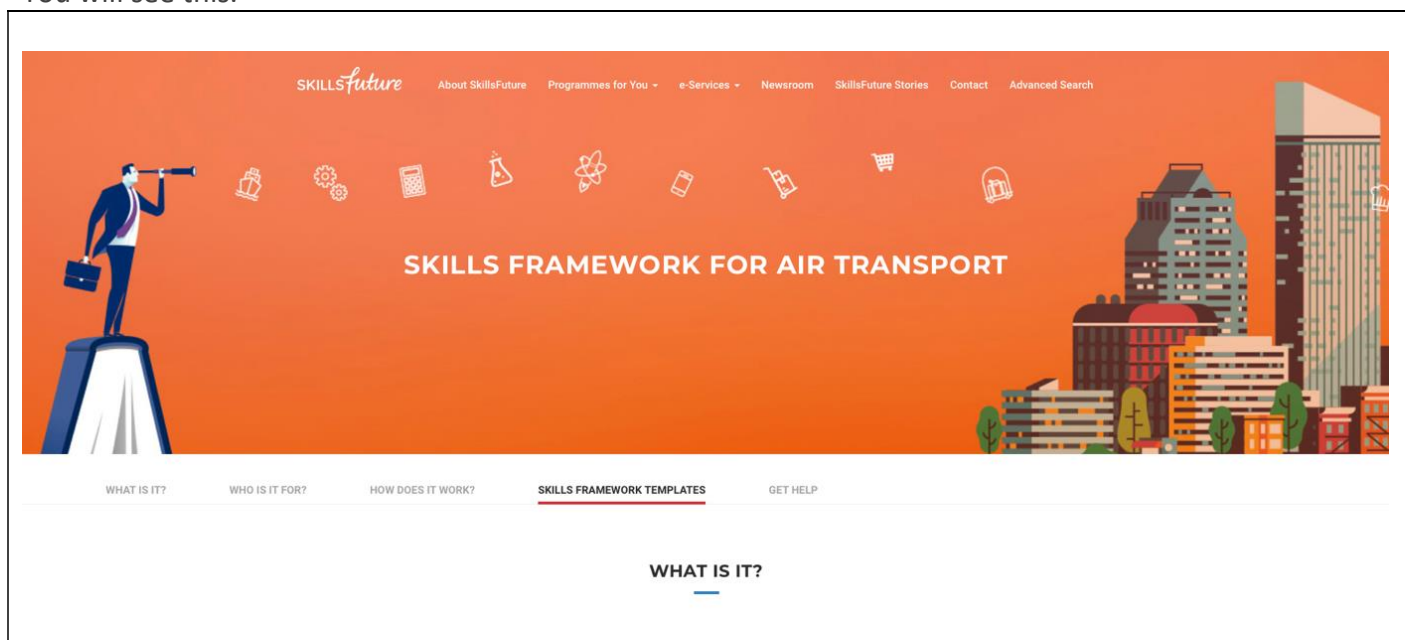 You will see this:
SKILLSfuture About SkillsFuture Programmes for You e-Services Newsroom SkillsFuture Stories Contact Advanced Search
SKILLS FRAMEWORK FOR AIR TRANSPORT
WHAT IS IT? WHO IS IT FOR? HOW DOES IT WORK? SKILLS FRAMEWORK TEMPLATES GET HELP
WHAT IS IT?